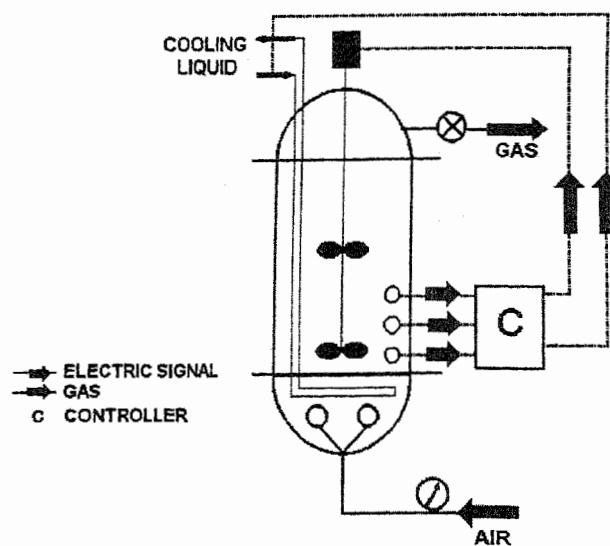 COOLING
LIQUID
GAS
C
ELECTRIC SIGNAL
GAS
C CONTROLLER
AIR